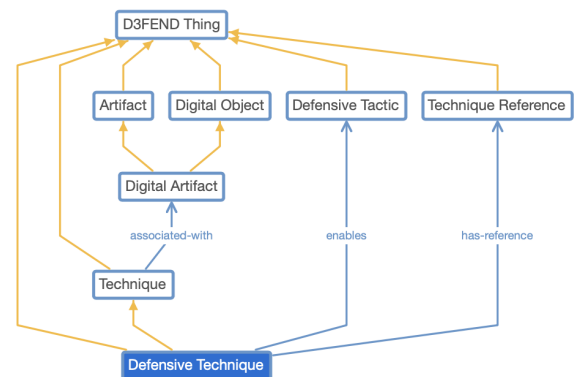 D3FEND Thing
Artifact
Digital Object
Defensive Tactic
Technique Reference
Digital Artifact
associated-with
enables
has-reference
Technique
Defensive Technique